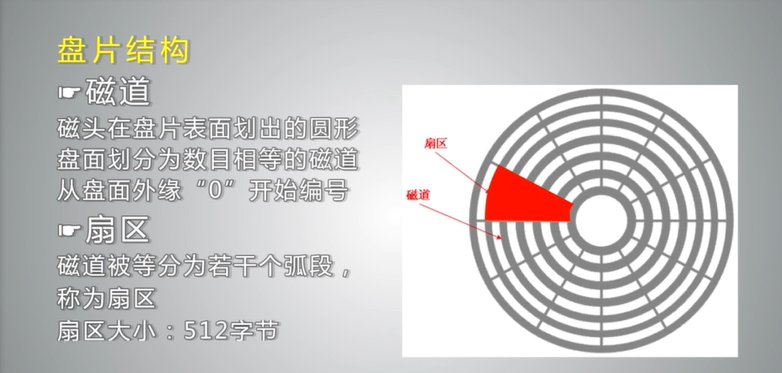 盘片结构
☛磁道
磁头在盘片表面划出的圆形
盘面划分为数目相等的磁道
从盘面外缘“0”开始编号
☛扇区
磁道被等分为若干个弧段，
称为扇区
扇区大小：512字节
扇区
磁道